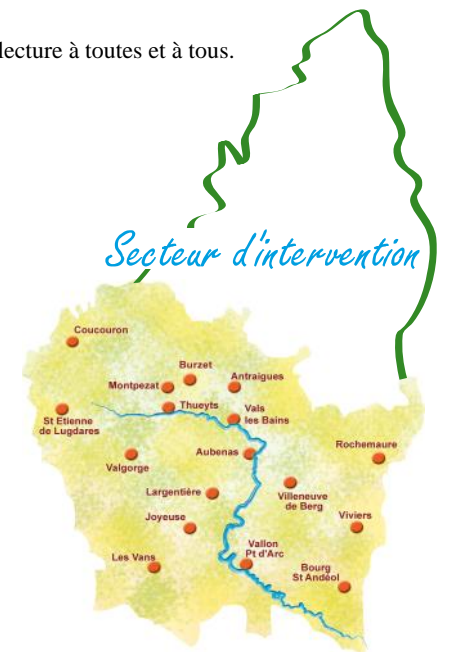 lecture à toutes et à tous.
Secteur d'intervention
Coucouron
Burzet
Montpezat
Antraigues
St Etienne
de Lugdares
Thueyts
Vals
les Bains
Aubenas
Rochemaure
Valgorge
Largentière
Villeneuve
de Berg
Joyeuse
Viviers
Les Vans
Vallon
Pt d'Arc
Bourg
St Andéol